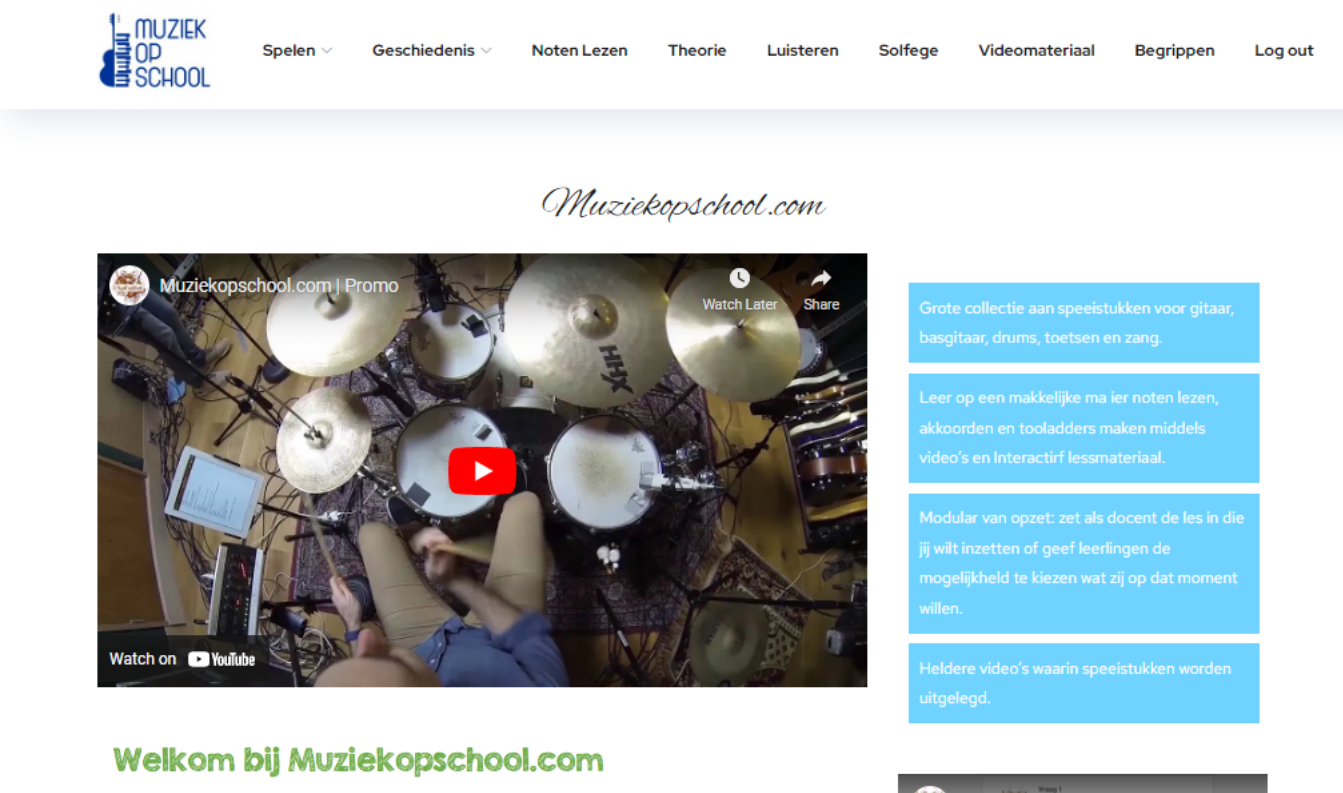 MUZIEK
OP
SCHOOL
Spelen
Geschiedenis
Noten Lezen
Theorie
Luisteren
Solfege
Videomateriaal
Begrippen
Log out
Muziekopschool.com
Muziekopschool.com | Promo
Watch Later
Share
HHX
Watch on YouTube
Grote collectie aan speeistukken voor gitaar,
basgitaar, drums, toetsen en zang.
Leer op een makkelijke ma ier noten lezen,
akkoorden en tooladders maken middels
video's en Interactirf lessmateriaal.
Modular van opzet: zet als docent de les in die
jij wilt inzetten of geef leerlingen de
mogelijkheld te kiezen wat zij op dat moment
willen.
Heldere video's waarin speeistukken worden
uitgelegd.
Welkom bij Muziekopschool.com